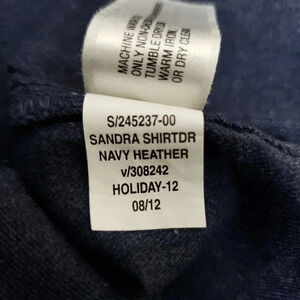 MACHINE WASH
ONLY NON-
TUMBLE DRY
WARM IRON,
OR DRY CLEAN
S/245237-00
SANDRA SHIRTDR
NAVY HEATHER
v/308242
HOLIDAY-12
08/12